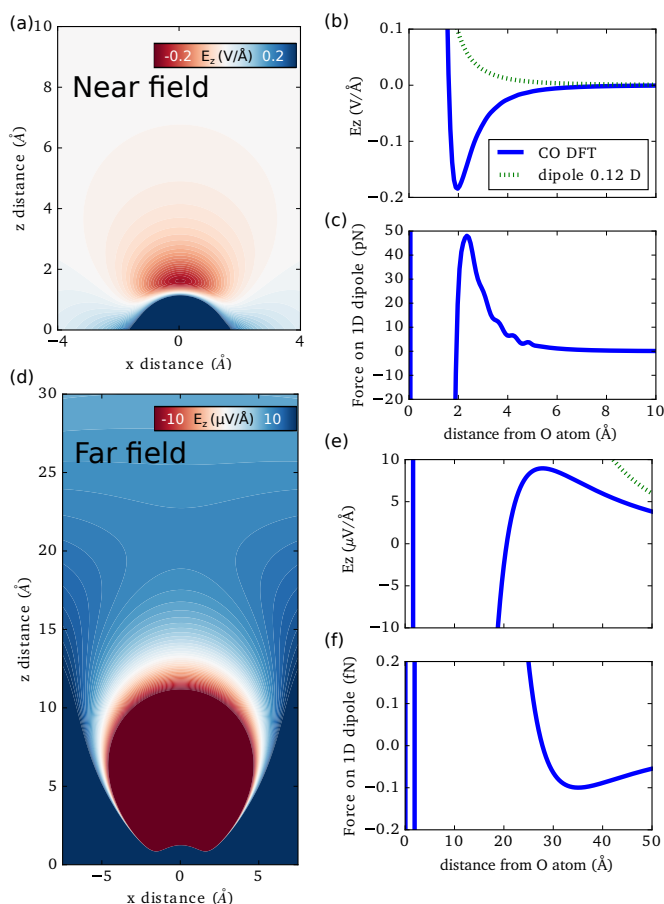 (a)
10
8
6
4
2
0
z distance (Å)
-0.2 E_z (V/Å) 0.2
Near field
−4 −2 0 2 4
x distance (Å)
(b)
0.1
0.0
−0.1
−0.2
Ez (V/Å)
CO DFT
dipole 0.12 D
(c)
50
40
30
20
10
0
−10
−20
Force on 1D dipole (pN)
0 2 4 6 8 10
distance from O atom (Å)
(d)
30
25
20
15
10
5
0
z distance (Å)
-10 E_z (μV/Å) 10
Far field
−5 0 5
x distance (Å)
(e)
10
5
0
−5
−10
Ez (μV/Å)
(f)
0.2
0.1
0.0
−0.1
−0.2
Force on 1D dipole (fN)
0 10 20 30 40 50
distance from O atom (Å)